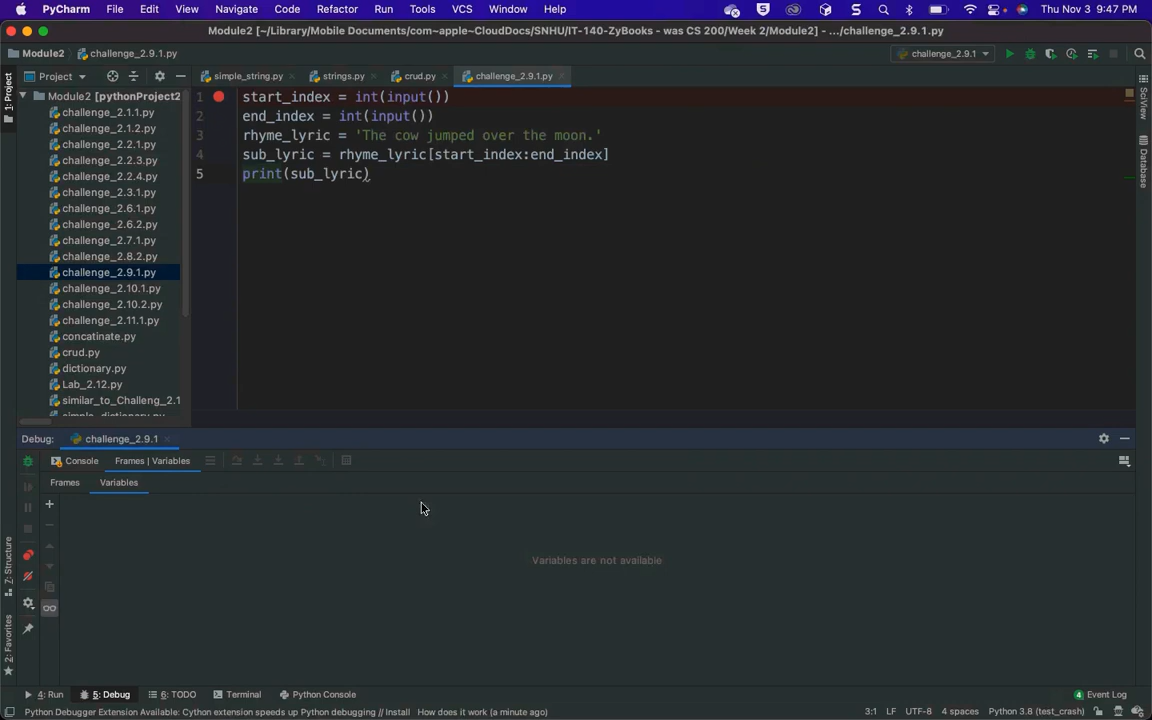 PyCharm File Edit View Navigate Code Refactor Run Tools VCS Window Help Thu Nov 3 9:47 PM
Module2 [~/Library/Mobile Documents/com~apple~CloudDocs/SNHU/IT-140-ZyBooks - was CS 200/Week 2/Module2] - .../challenge_2.9.1.py
Module2 challenge_2.9.1.py challenge_2.9.1
Project simple_string.py strings.py crud.py challenge_2.9.1.py
1: Project
SciView
Database
Z: Structure
2: Favorites
Module2 [pythonProject2
challenge_2.1.1.py
challenge_2.1.2.py
challenge_2.2.1.py
challenge_2.2.3.py
challenge_2.2.4.py
challenge_2.3.1.py
challenge_2.6.1.py
challenge_2.6.2.py
challenge_2.7.1.py
challenge_2.8.2.py
challenge_2.9.1.py
challenge_2.10.1.py
challenge_2.10.2.py
challenge_2.11.1.py
concatinate.py
crud.py
dictionary.py
Lab_2.12.py
similar_to_Challeng_2.1
simple_dictionary.py
1 start_index = int(input())
2 end_index = int(input())
3 rhyme_lyric = 'The cow jumped over the moon.'
4 sub_lyric = rhyme_lyric[start_index:end_index]
5 print(sub_lyric)
Debug: challenge_2.9.1
Console Frames | Variables
Frames Variables
Variables are not available
4: Run 5: Debug 6: TODO Terminal Python Console 4 Event Log
Python Debugger Extension Available: Cython extension speeds up Python debugging // Install How does it work (a minute ago) 3:1 LF UTF-8 4 spaces Python 3.8 (test_crash)